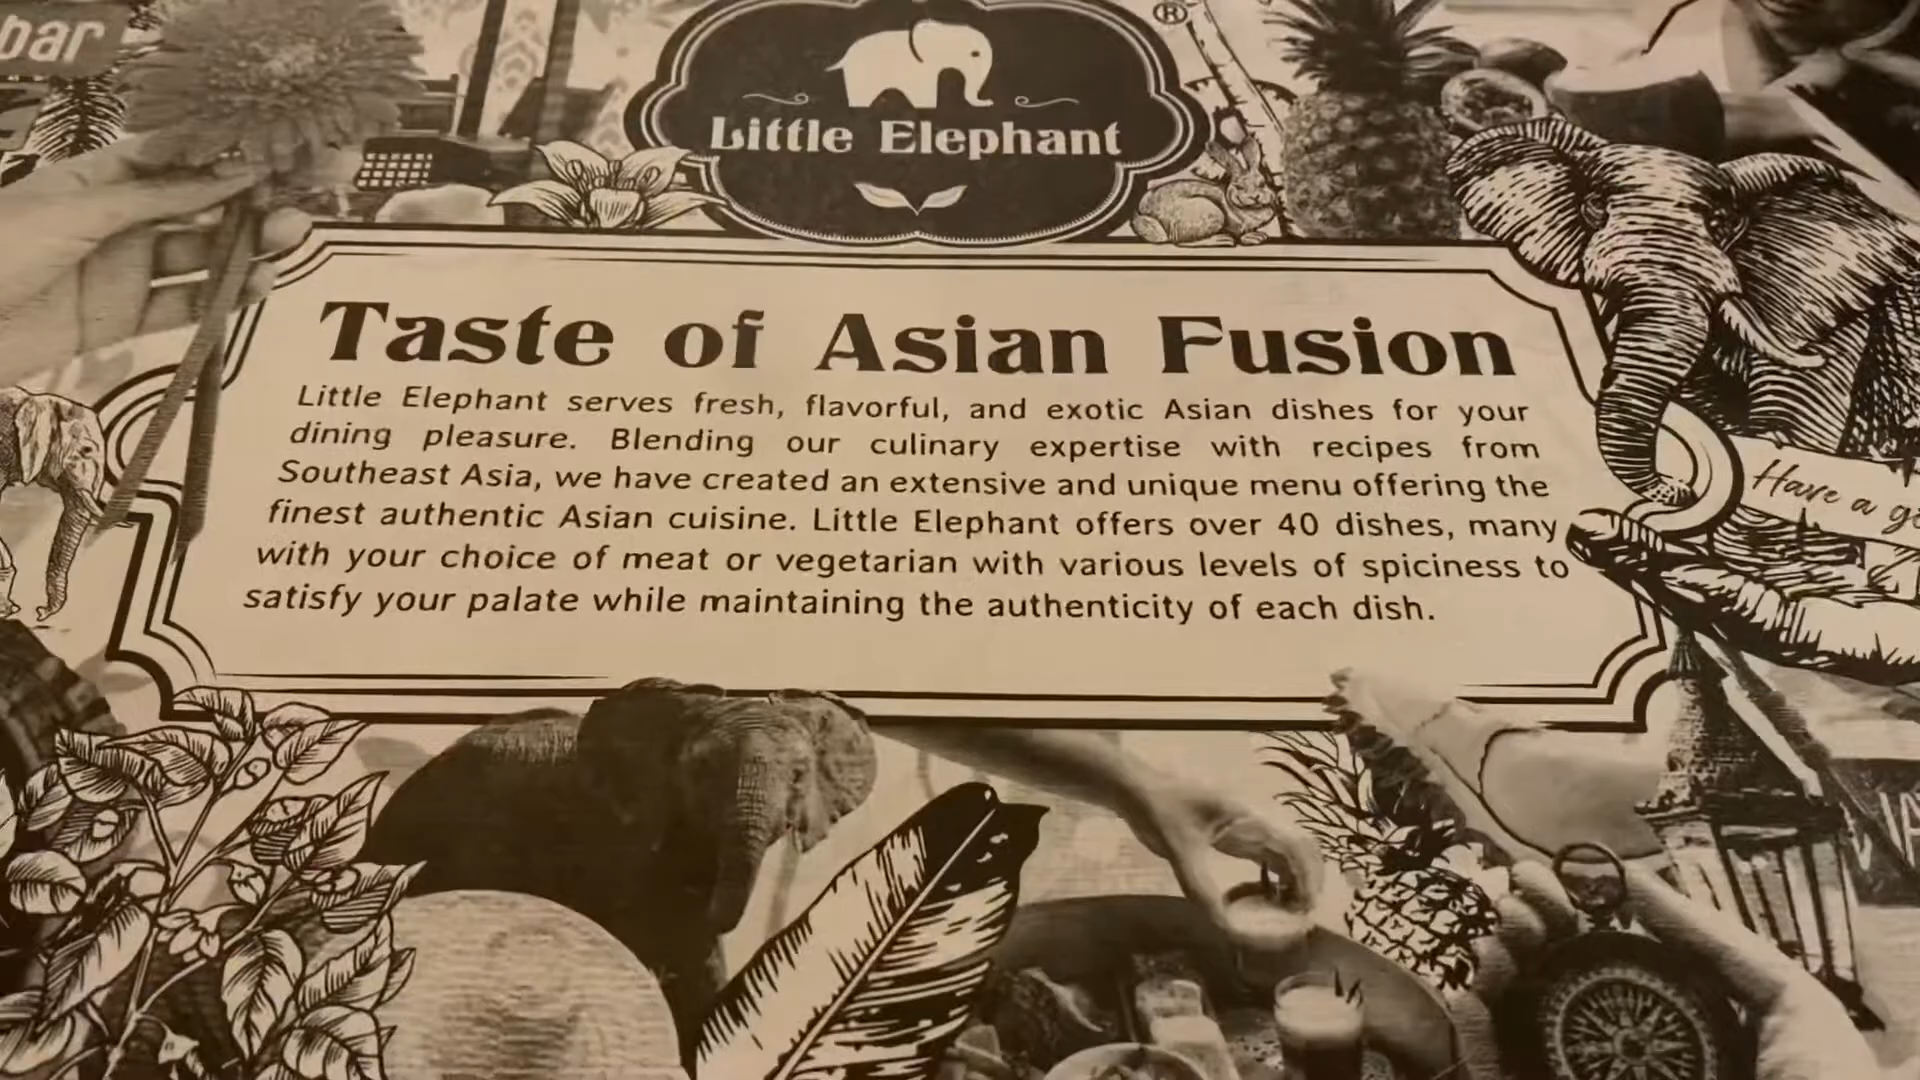 bar
®
Little Elephant
Taste of Asian Fusion
Little Elephant serves fresh, flavorful, and exotic Asian dishes for your
dining pleasure. Blending our culinary expertise with recipes from
Southeast Asia, we have created an extensive and unique menu offering the
finest authentic Asian cuisine. Little Elephant offers over 40 dishes, many
with your choice of meat or vegetarian with various levels of spiciness to
satisfy your palate while maintaining the authenticity of each dish.
Have a